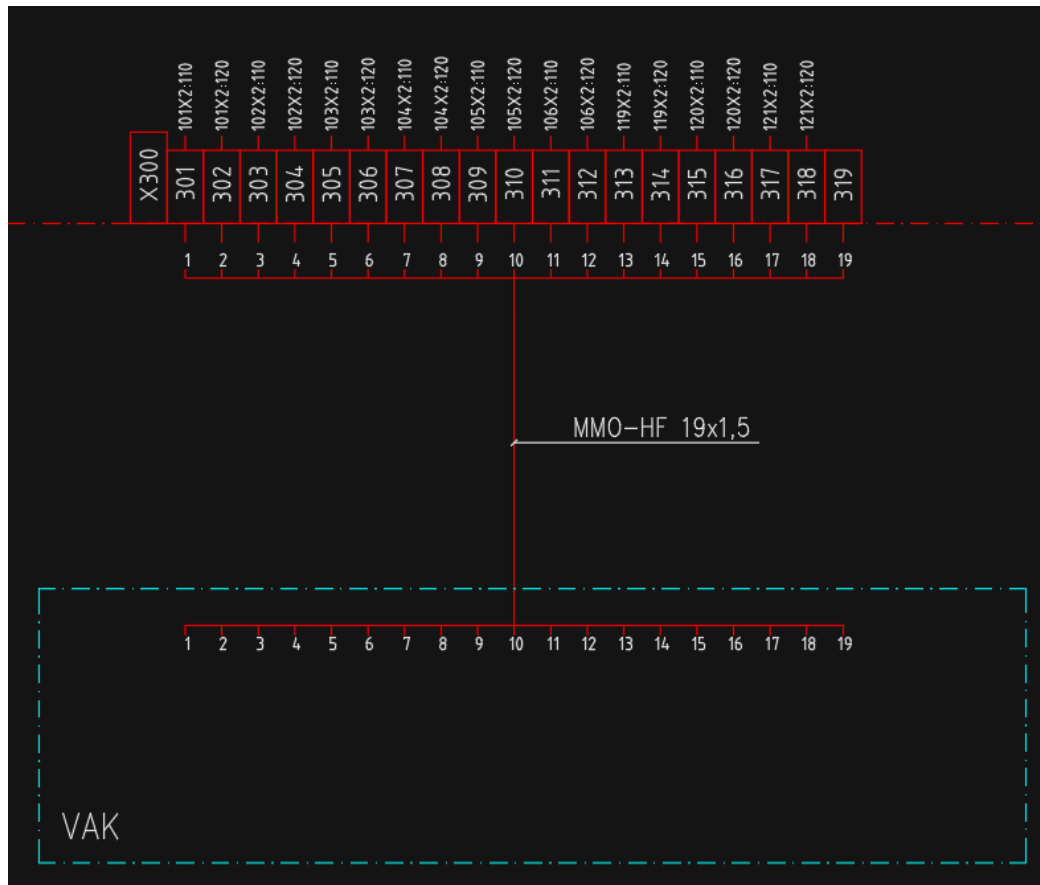 101X2:110 101X2:120 102X2:110 102X2:120 103X2:110 103X2:120 104X2:110 104X2:120 105X2:110 105X2:120 106X2:110 106X2:120 119X2:110 119X2:120 120X2:110 120X2:120 121X2:110 121X2:120
X300 301 302 303 304 305 306 307 308 309 310 311 312 313 314 315 316 317 318 319
1 2 3 4 5 6 7 8 9 10 11 12 13 14 15 16 17 18 19
MMO-HF 19x1,5
1 2 3 4 5 6 7 8 9 10 11 12 13 14 15 16 17 18 19
VAK